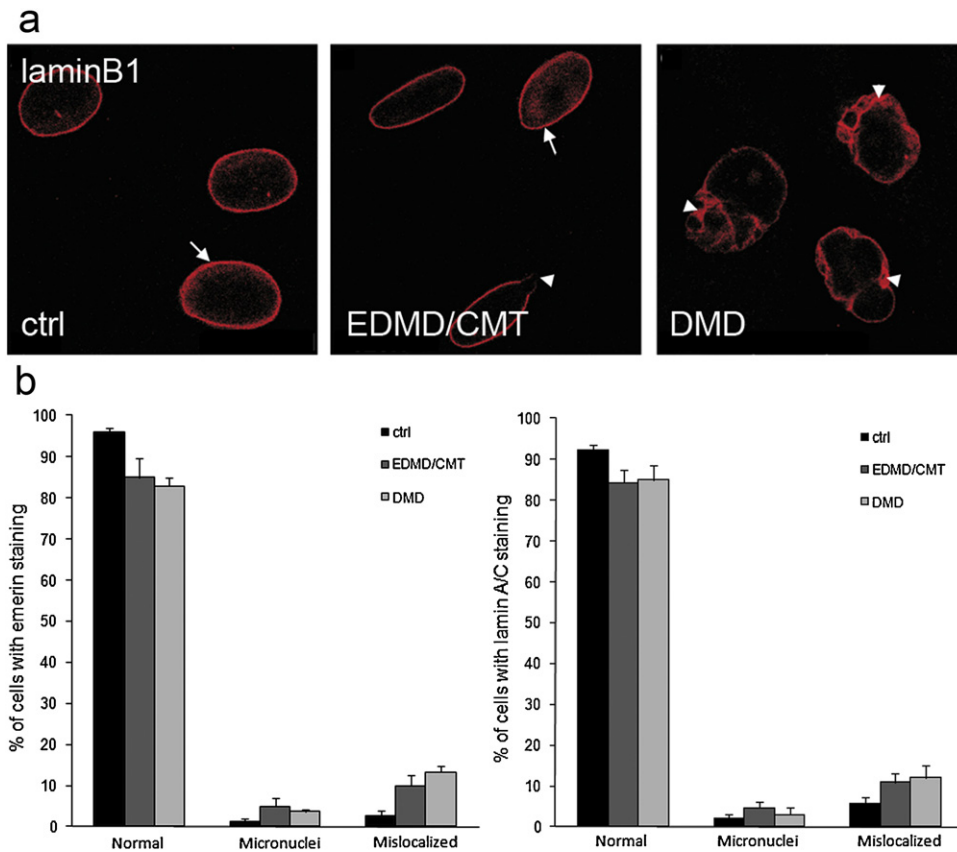 a
laminB1
ctrl
EDMD/CMT
DMD
b
% of cells with emerin staining
100
90
80
70
60
50
40
30
20
10
0
ctrl
EDMD/CMT
DMD
Normal
Micronuclei
Mislocalized
% of cells with lamin A/C staining
100
90
80
70
60
50
40
30
20
10
0
ctrl
EDMD/CMT
DMD
Normal
Micronuclei
Mislocalized